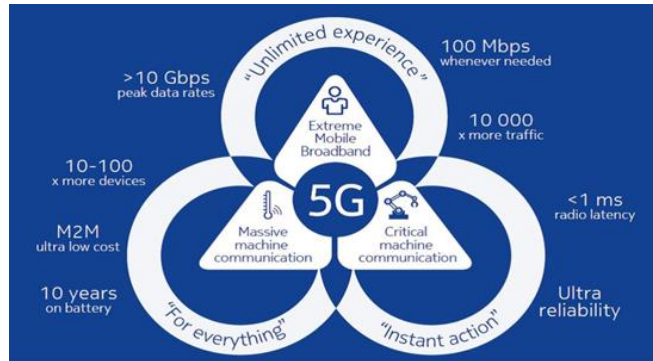 "Unlimited experience"
>10 Gbps
peak data rates
100 Mbps
whenever needed
10 000
x more traffic
Extreme
Mobile
Broadband
5G
10-100
x more devices
M2M
ultra low cost
10 years
on battery
Massive
machine
communication
"For everything"
Critical
machine
communication
<1 ms
radio latency
Ultra
reliability
"Instant action"